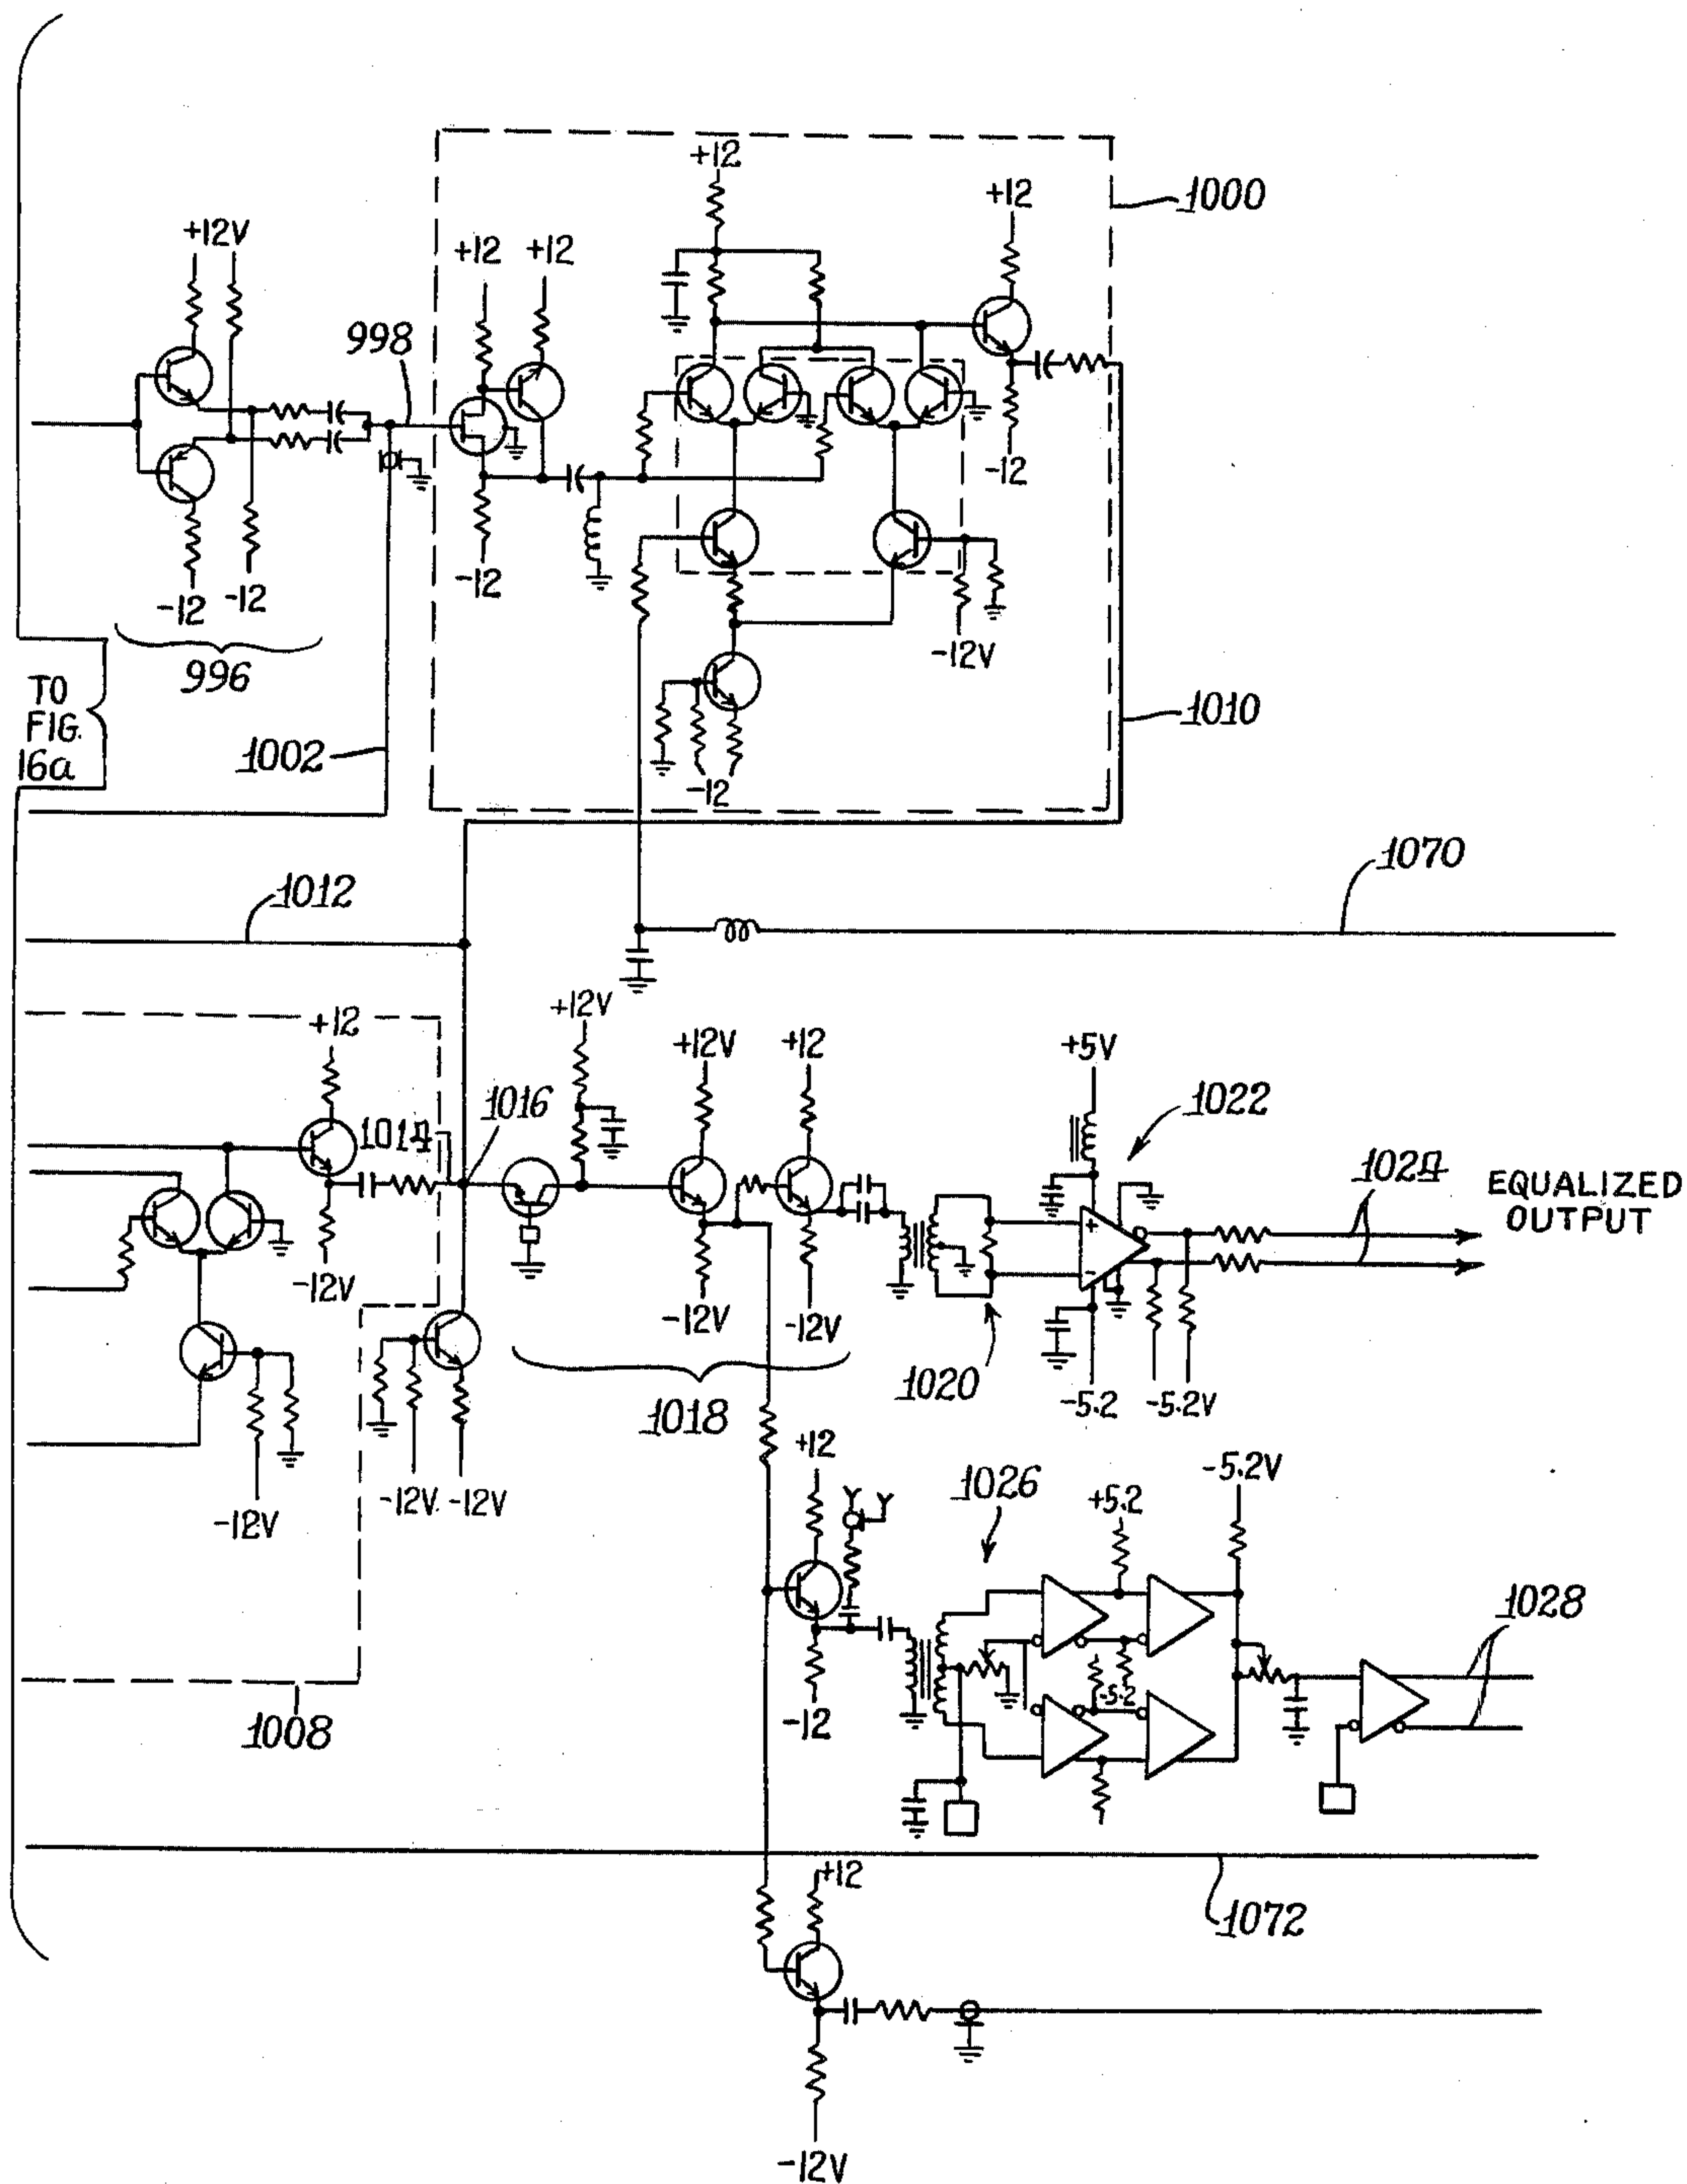 +12
+12
1000
+12V
+12
+12
998
-12
-12
-12
-12
-12V
996
TO
FIG.
16a
1002
-12
1010
1070
1012
+12V
+12
+12V
+12
+5V
1022
1016
1014
1024
EQUALIZED
OUTPUT
-12V
-12V
-12V
1020
-5.2
-5.2V
1018
+12
-5.2V
1026
+5.2
-12V
-12V
-12V
Y
Y
1028
-5.2
-12
1008
+12
1072
-12V